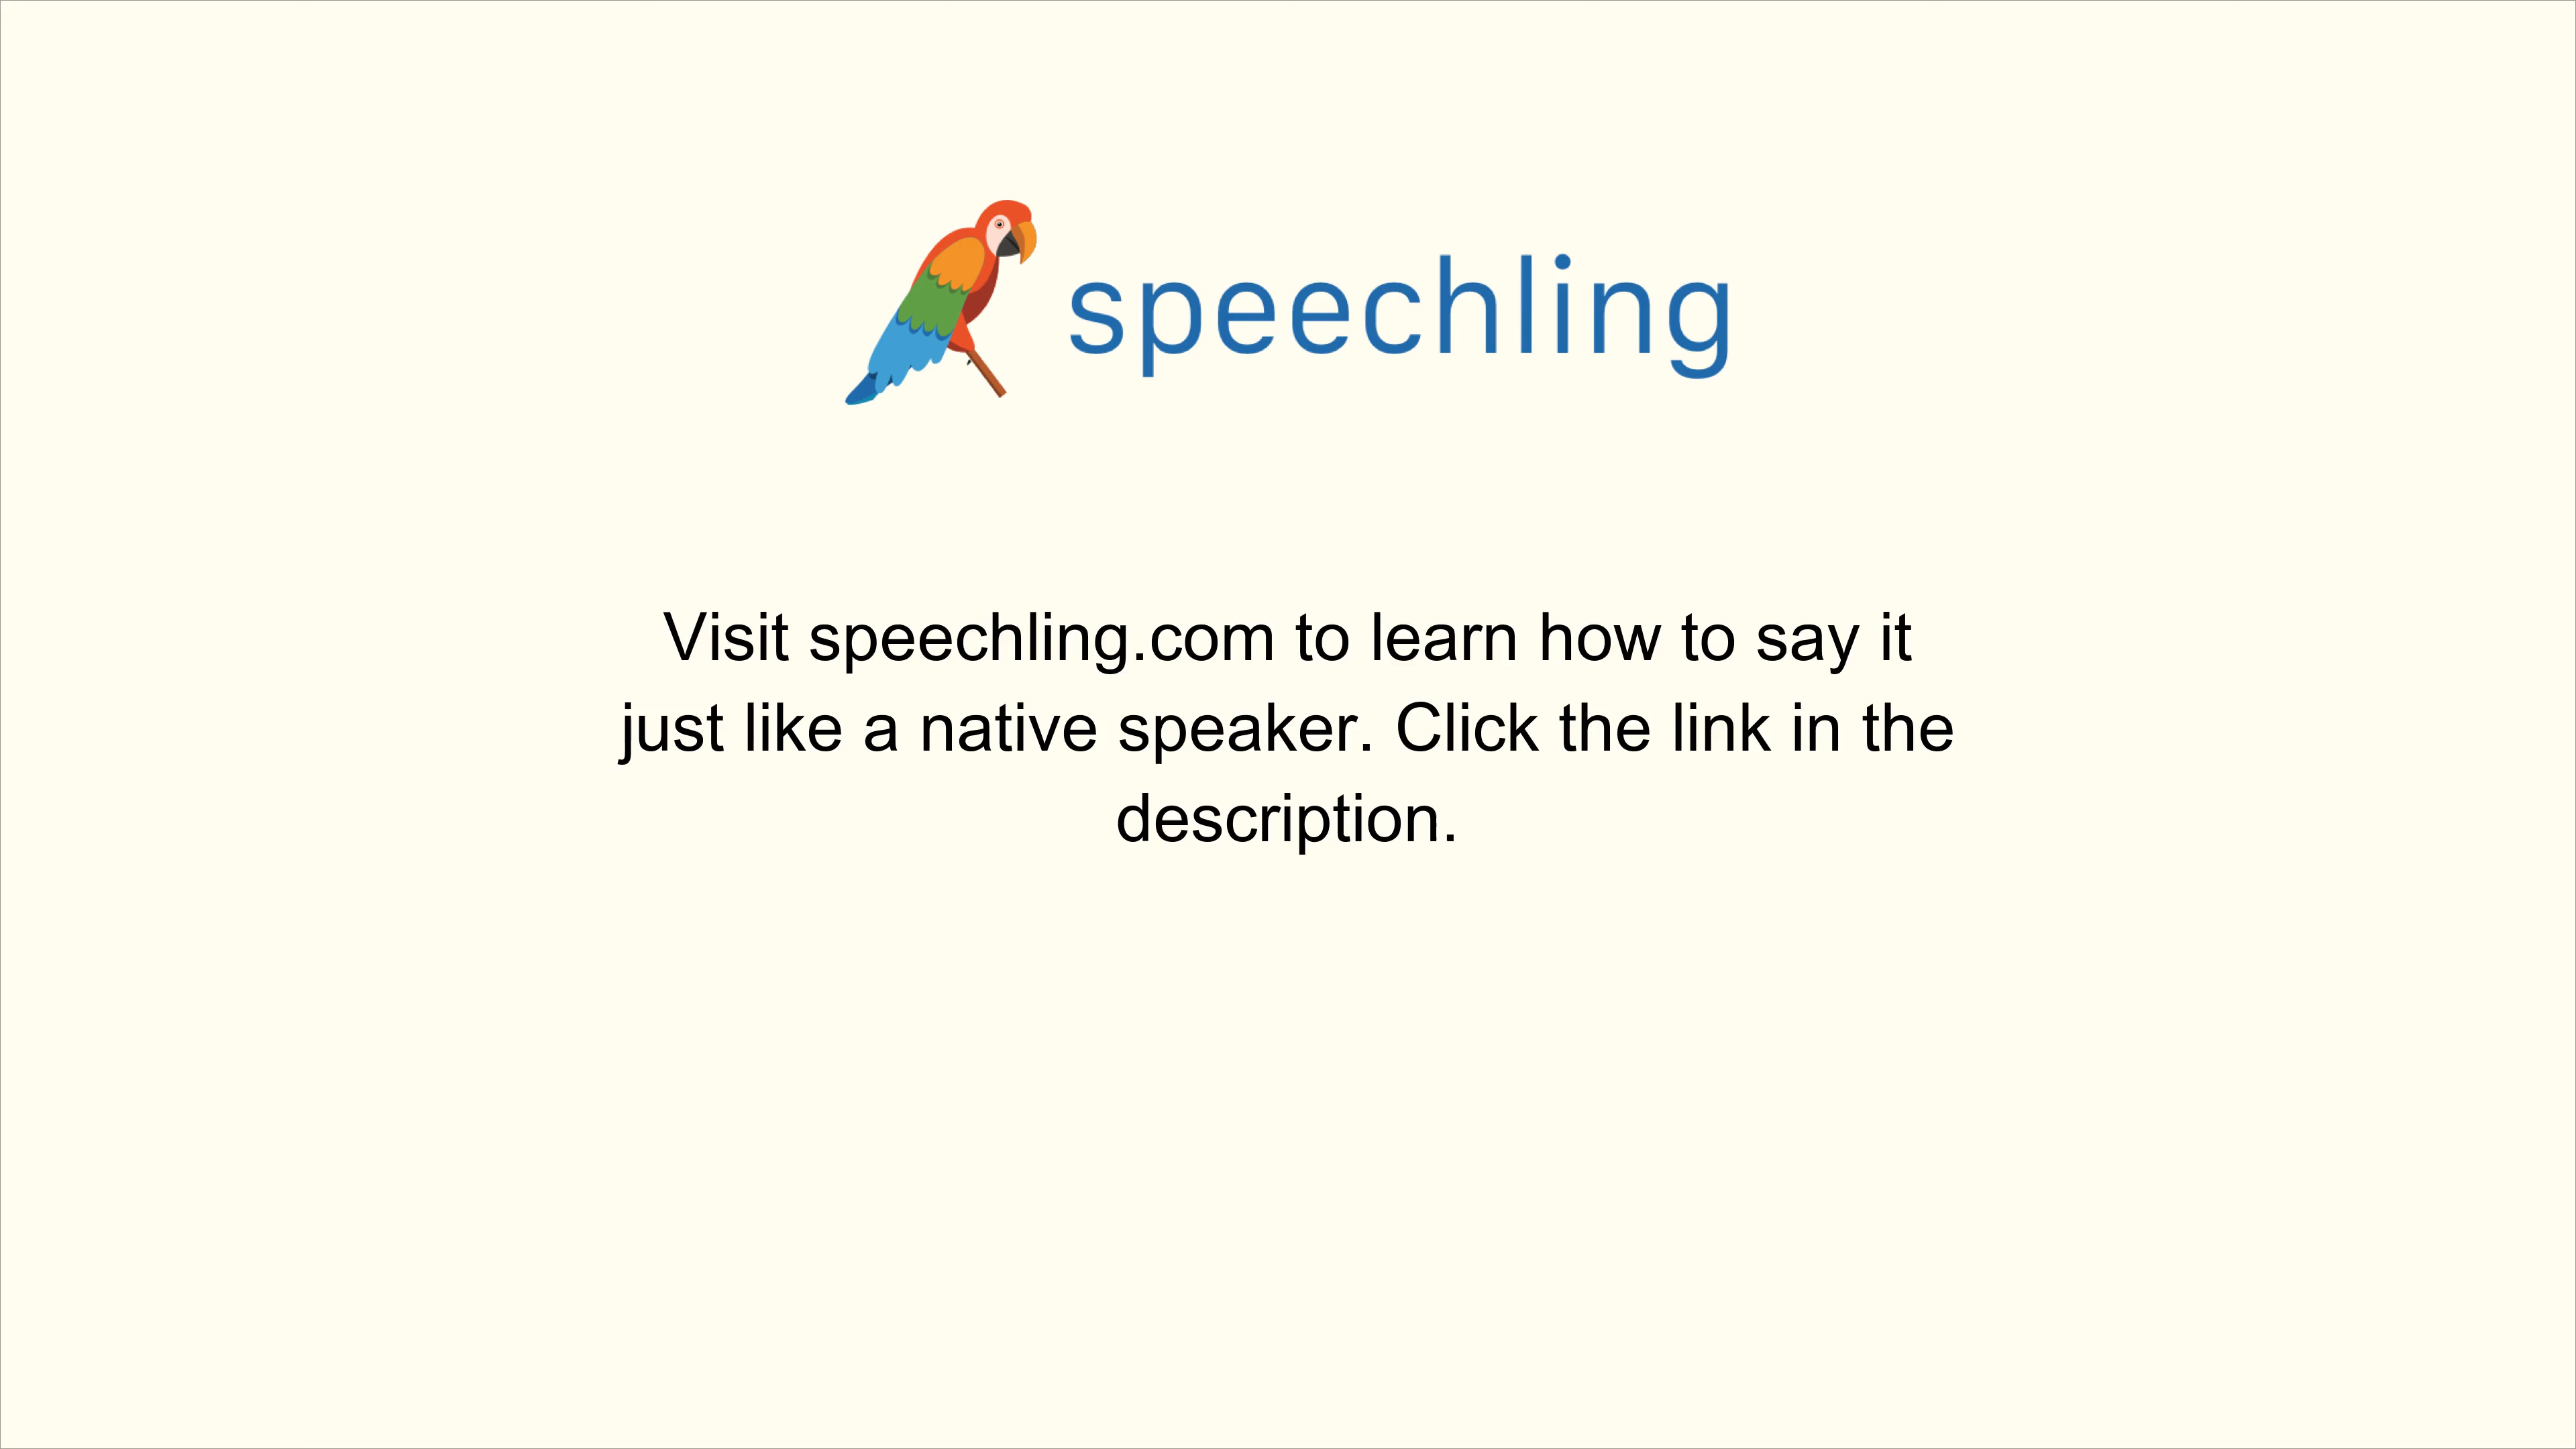 speechling
Visit speechling.com to learn how to say it
just like a native speaker. Click the link in the
description.